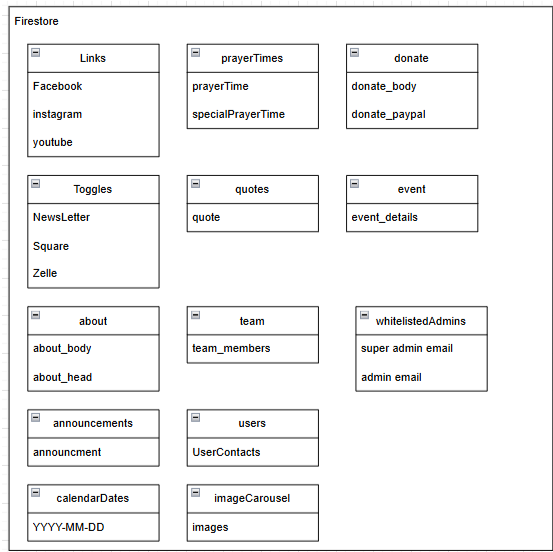 Firestore
Links
Facebook
instagram
youtube
prayerTimes
prayerTime
specialPrayerTime
donate
donate_body
donate_paypal
Toggles
NewsLetter
Square
Zelle
quotes
quote
event
event_details
about
about_body
about_head
team
team_members
whitelistedAdmins
super admin email
admin email
announcements
announcment
users
UserContacts
calendarDates
YYYY-MM-DD
imageCarousel
images